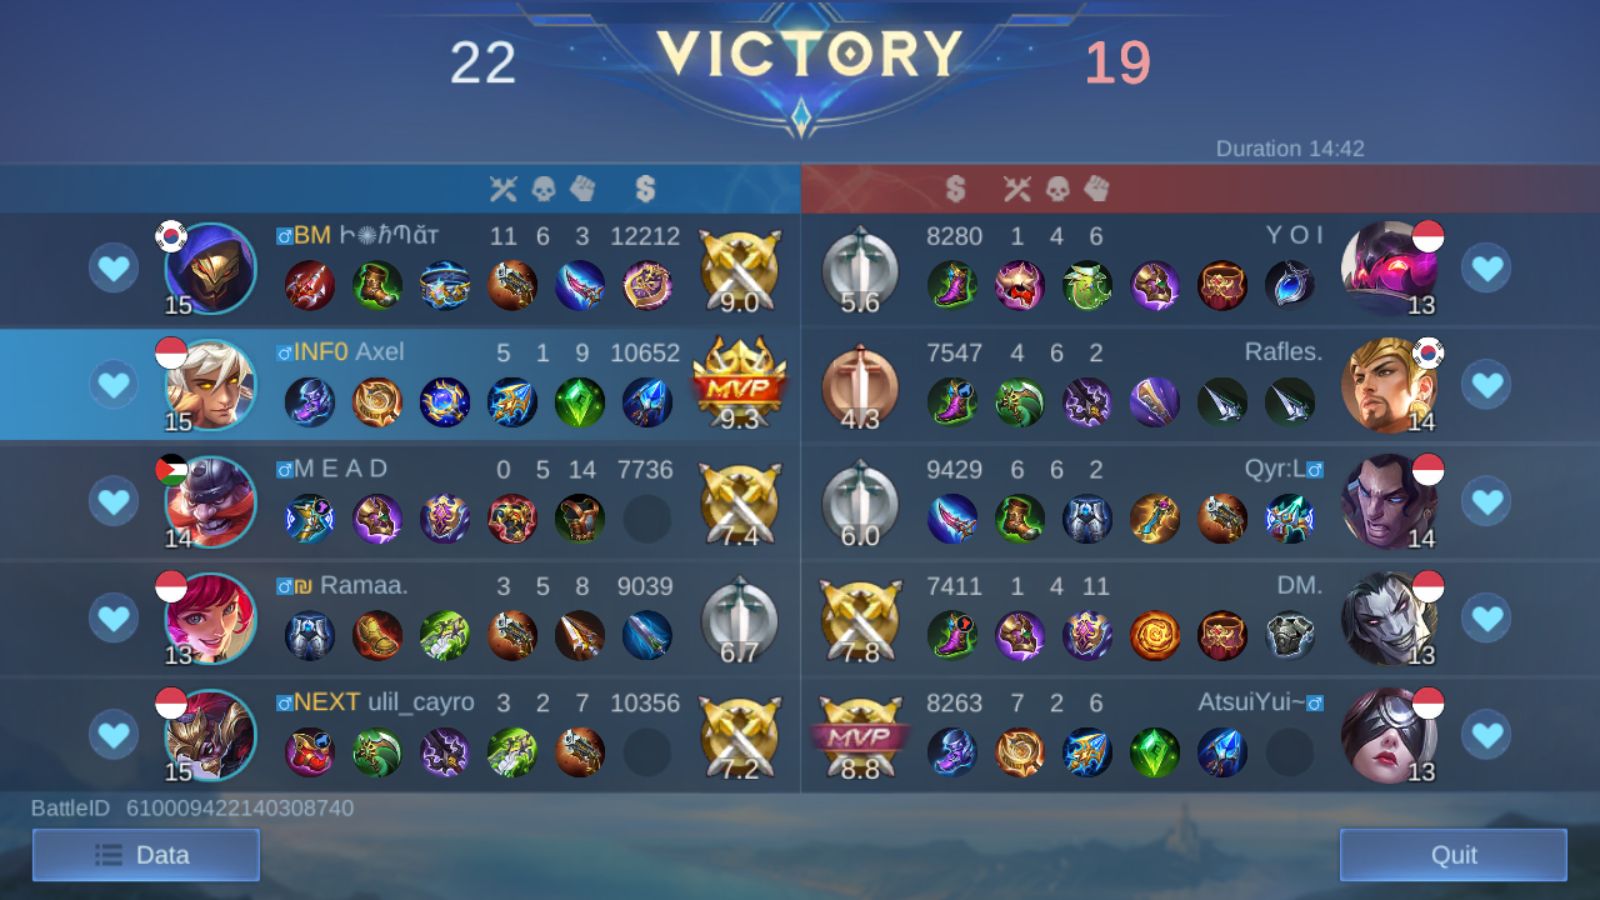 22 VICTORY 19
Duration 14:42
BM 11 6 3 12212 9.0 15
5.6 8280 1 4 6 Y O I 13
INF0 Axel 5 1 9 10652 MVP 9.3 15
4.3 7547 4 6 2 Rafles. 14
M E A D 0 5 14 7736 7.4 14
6.0 9429 6 6 2 Qyr:L 14
₪ Ramaa. 3 5 8 9039 6.7 13
7.8 7411 1 4 11 DM. 13
NEXT ulil_cayro 3 2 7 10356 7.2 15
MVP 8.8 8263 7 2 6 AtsuiYui~ 13
BattleID 610009422140308740
Data
Quit